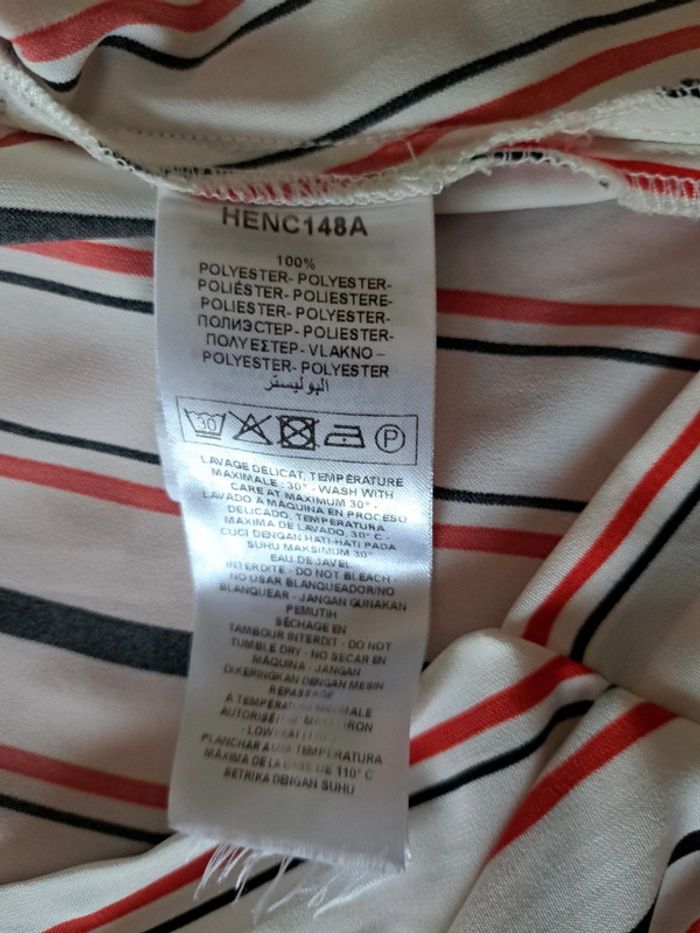 HENC148A
100%
POLYESTER- POLYESTER-
POLIÉSTER- POLIESTERE-
POLIESTER- POLYESTER-
ПОЛИЭСТЕР- POLIESTER-
ΠΟΛΥΕΣΤΕΡ- VLAKNO –
POLYESTER- POLYESTER
البوليستر
30 P
LAVAGE DELICAT, TEMPÉRATURE
MAXIMALE : 30° - WASH WITH
CARE AT MAXIMUM 30° -
LAVADO A MÁQUINA EN PROCESO
DELICADO, TEMPERATURA
MÁXIMA DE LAVADO, 30° C -
CUCI DENGAN HATI-HATI PADA
SUHU MAKSIMUM 30°
EAU DE JAVEL
INTERDITE - DO NOT BLEACH -
NO USAR BLANQUEADOR/NO
BLANQUEAR - JANGAN GUNAKAN
PEMUTIH
SÉCHAGE EN
TAMBOUR INTERDIT - DO NOT
TUMBLE DRY - NO SECAR EN
MÁQUINA - JANGAN
DIKERINGKAN DENGAN MESIN
REPASSAGE
A
IRON
PLANCHAR A UNA TEMPERATURA
MÁXIMA DE LA BASE DE 110° C
SETRIKA DENGAN SUHU